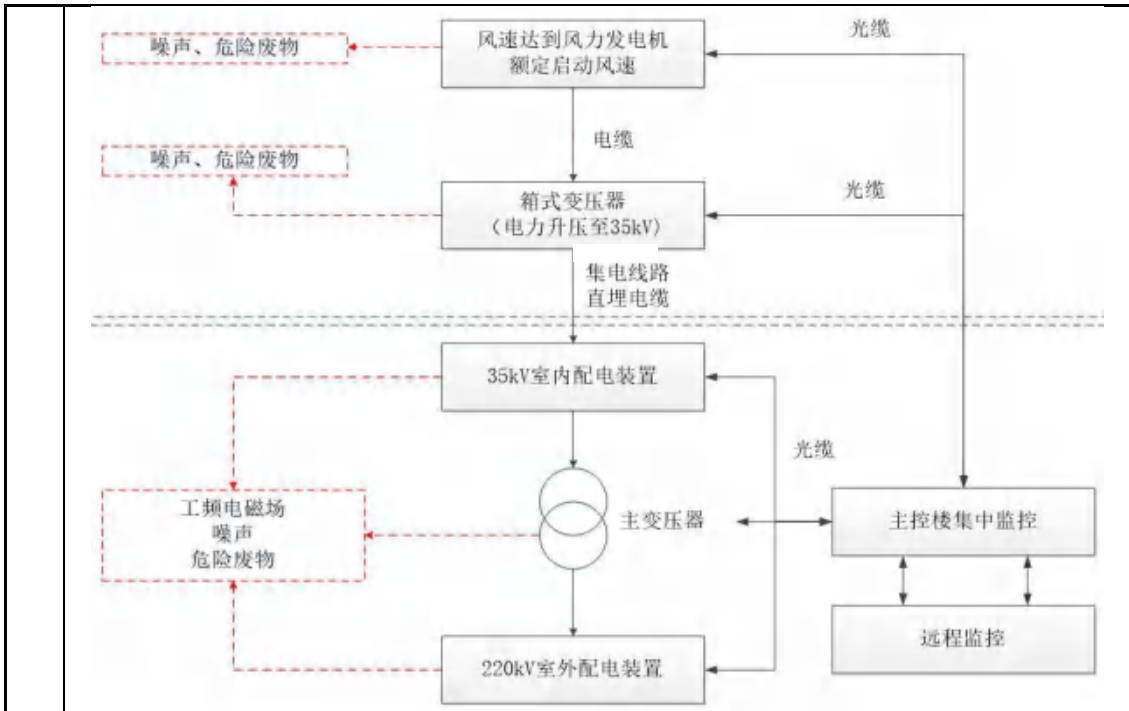 噪声、危险废物
风速达到风力发电机
额定启动风速
光缆
电缆
噪声、危险废物
箱式变压器
（电力升压至35kV）
光缆
集电线路
直埋电缆
35kV室内配电装置
光缆
工频电磁场
噪声
危险废物
主变压器
主控楼集中监控
远程监控
220kV室外配电装置